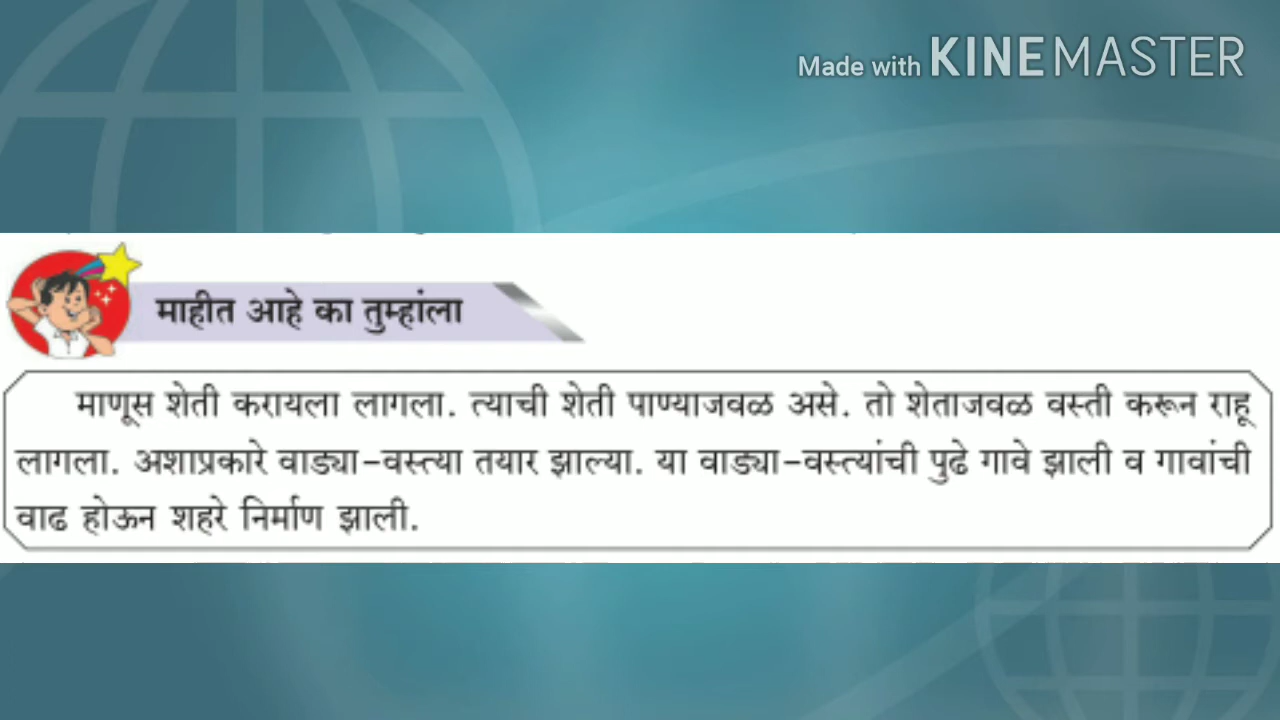 Made with KINEMASTER
माहीत आहे का तुम्हांला
माणूस शेती करायला लागला. त्याची शेती पाण्याजवळ असे. तो शेताजवळ वस्ती करून राहू
लागला. अशाप्रकारे वाड्या-वस्त्या तयार झाल्या. या वाड्या-वस्त्यांची पुढे गावे झाली व गावांची
वाढ होऊन शहरे निर्माण झाली.